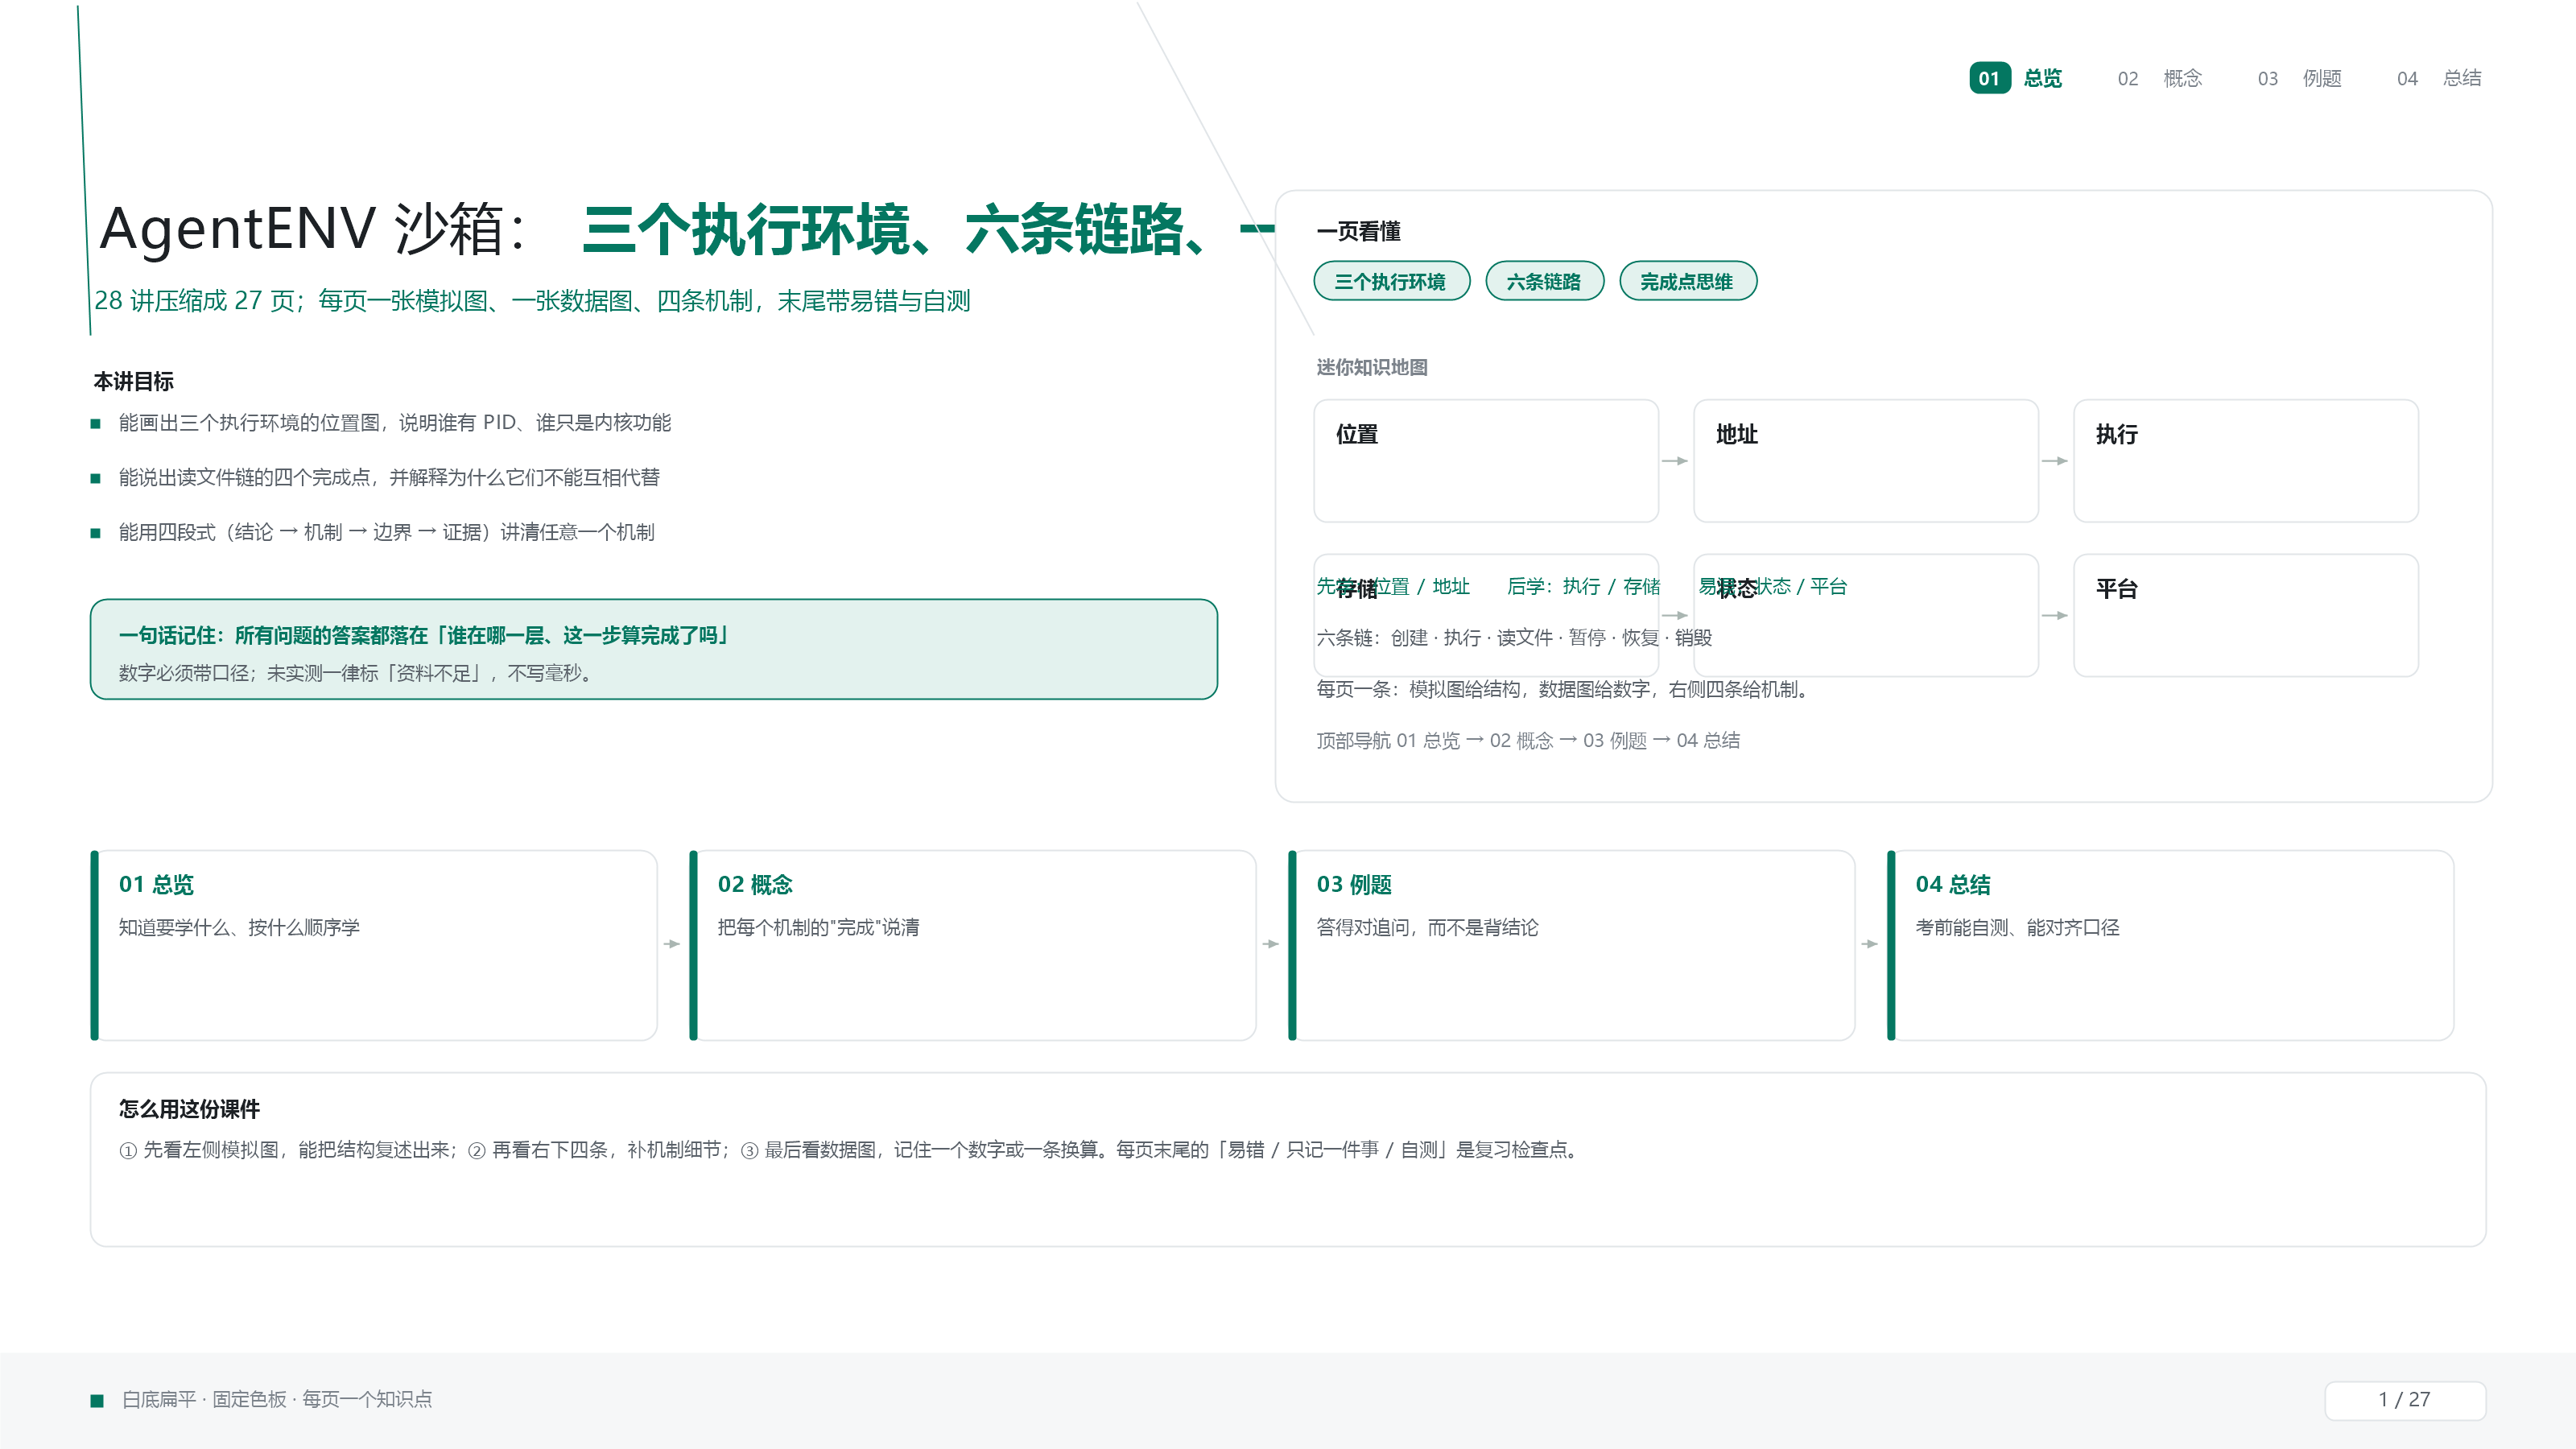 01 总览 02 概念 03 例题 04 总结
AgentENV 沙箱： 三个执行环境、六条链路、
28 讲压缩成 27 页；每页一张模拟图、一张数据图、四条机制，末尾带易错与自测
本讲目标
能画出三个执行环境的位置图，说明谁有 PID、谁只是内核功能
能说出读文件链的四个完成点，并解释为什么它们不能互相代替
能用四段式（结论 → 机制 → 边界 → 证据）讲清任意一个机制
一句话记住：所有问题的答案都落在「谁在哪一层、这一步算完成了吗」
数字必须带口径；未实测一律标「资料不足」，不写毫秒。
一页看懂
三个执行环境 六条链路 完成点思维
迷你知识地图
位置 地址 执行
存储 状态 平台
位置 / 地址 后学：执行 / 存储 状态 / 平台
六条链：创建 · 执行 · 读文件 · 暂停 · 恢复 · 销毁
每页一条：模拟图给结构，数据图给数字，右侧四条给机制。
顶部导航 01 总览 → 02 概念 → 03 例题 → 04 总结
01 总览
知道要学什么、按什么顺序学
02 概念
把每个机制的"完成"说清
03 例题
答得对追问，而不是背结论
04 总结
考前能自测、能对齐口径
怎么用这份课件
① 先看左侧模拟图，能把结构复述出来；② 再看右下四条，补机制细节；③ 最后看数据图，记住一个数字或一条换算。每页末尾的「易错 / 只记一件事 / 自测」是复习检查点。
白底扁平 · 固定色板 · 每页一个知识点
1 / 27